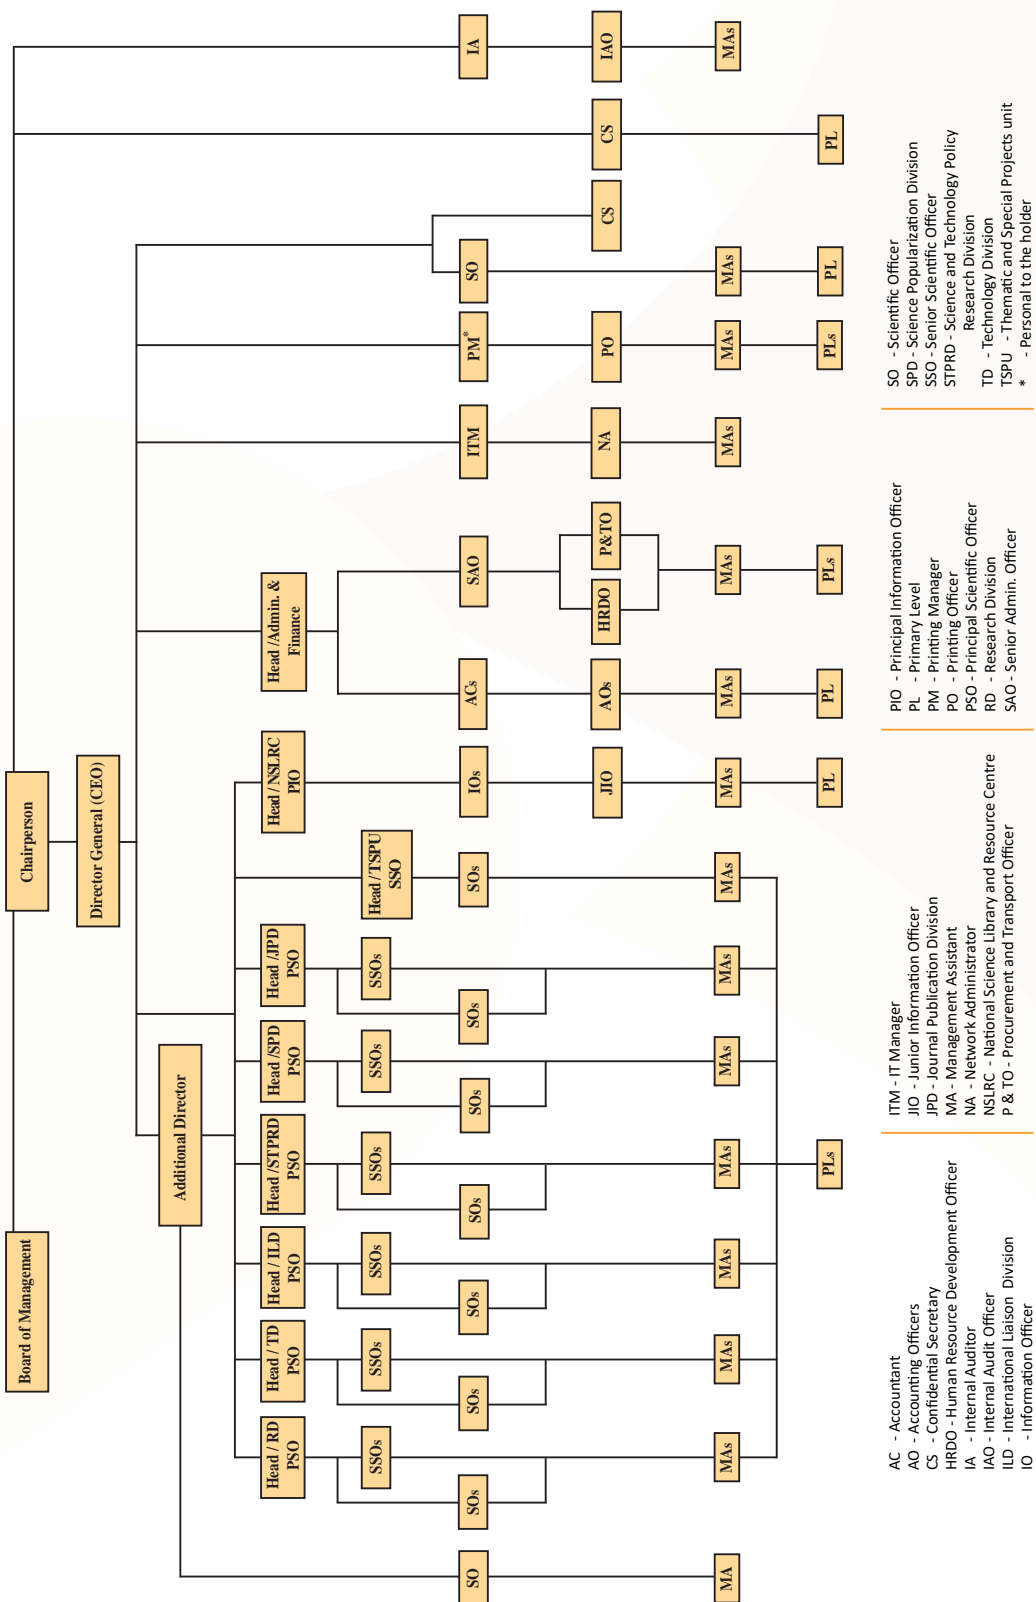 Board of Management
Chairperson
Director General (CEO)
Additional Director
Head / RD
PSO
Head / TD
PSO
Head / ILD
PSO
Head /STPRD
PSO
Head /SPD
PSO
Head /JPD
PSO
Head / NSLRC
PIO
Head /Admin. &
Finance
SSOs
SSOs
SSOs
SSOs
SSOs
SSOs
Head / TSPU
SSO
SO
SOs
SOs
SOs
SOs
SOs
SOs
SOs
IOs
ACs
SAO
ITM
PM*
SO
IA
JIO
AOs
HRDO
P&TO
NA
PO
CS
CS
IAO
MA
MAs
MAs
MAs
MAs
MAs
MAs
MAs
MAs
MAs
MAs
MAs
MAs
MAs
MAs
PLs
PL
PL
PLs
PLs
PL
PL
AC - Accountant
AO - Accounting Officers
CS - Confidential Secretary
HRDO - Human Resource Development Officer
IA - Internal Auditor
IAO - Internal Audit Officer
ILD - International Liaison Division
IO - Information Officer
ITM - IT Manager
JIO - Junior Information Officer
JPD - Journal Publication Division
MA - Management Assistant
NA - Network Administrator
NSLRC - National Science Library and Resource Centre
P & TO - Procurement and Transport Officer
PIO - Principal Information Officer
PL - Primary Level
PM - Printing Manager
PO - Printing Officer
PSO - Principal Scientific Officer
RD - Research Division
SAO - Senior Admin. Officer
SO - Scientific Officer
SPD - Science Popularization Division
SSO - Senior Scientific Officer
STPRD - Science and Technology Policy
Research Division
TD - Technology Division
TSPU - Thematic and Special Projects unit
* - Personal to the holder